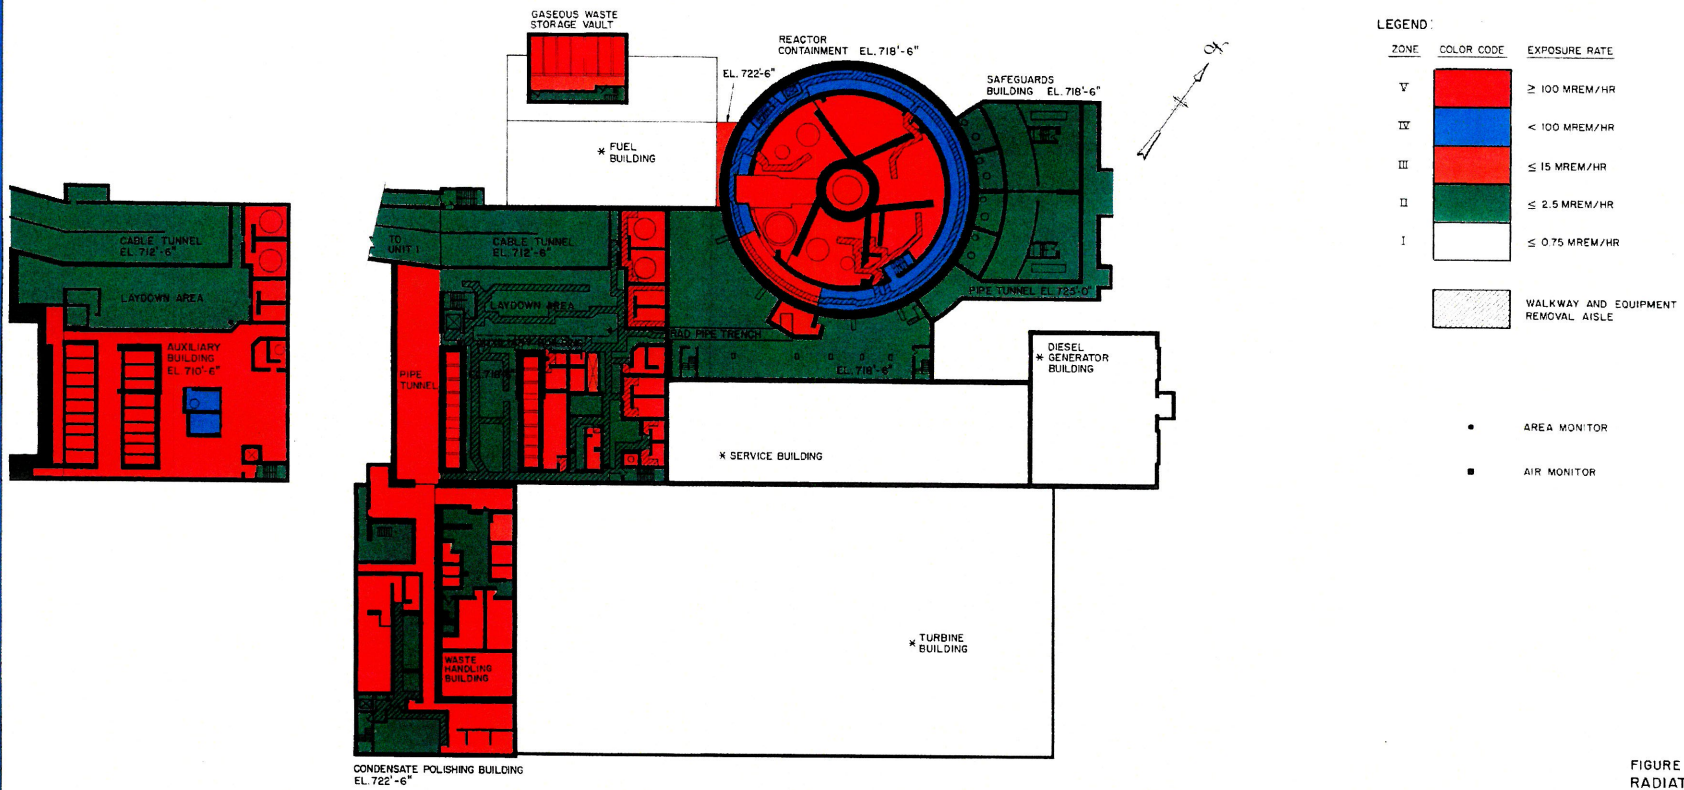 GASEOUS WASTE
STORAGE VAULT
REACTOR
CONTAINMENT EL. 718'-6"
EL. 722'-6"
SAFEGUARDS
BUILDING EL. 718'-6"
* FUEL
BUILDING
CABLE TUNNEL
EL. 712'-6"
LAYDOWN AREA
AUXILIARY
BUILDING
EL 710'-6"
TO
UNIT 1
CABLE TUNNEL
EL. 712'-6"
LAYDOWN AREA
PIPE
TUNNEL
RAD PIPE TRENCH
EL. 718'-6"
PIPE TUNNEL EL. 725'-0"
DIESEL
* GENERATOR
BUILDING
* SERVICE BUILDING
* TURBINE
BUILDING
WASTE
HANDLING
BUILDING
CONDENSATE POLISHING BUILDING
EL. 722'-6"
LEGEND:
ZONE COLOR CODE EXPOSURE RATE
V ≥ 100 MREM/HR
IV < 100 MREM/HR
III ≤ 15 MREM/HR
II ≤ 2.5 MREM/HR
I ≤ 0.75 MREM/HR
WALKWAY AND EQUIPMENT
REMOVAL AISLE
AREA MONITOR
AIR MONITOR
FIGURE
RADIAT